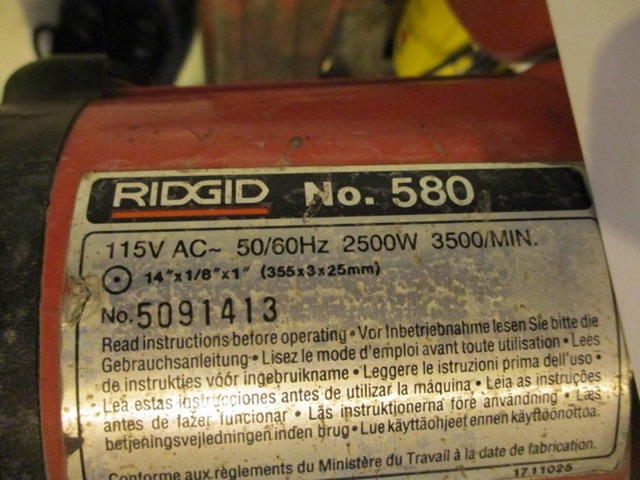 RIDGID No. 580
115V AC~ 50/60Hz 2500W 3500/MIN.
14"x1/8"x1" (355x3x25mm)
No. 5091413
Read instructions before operating • Vor Inbetriebnahme lesen Sie bitte die
Gebrauchsanleitung • Lisez le mode d'emploi avant toute utilisation • Lees
de instrukties vóór ingebruikname • Leggere le istruzioni prima dell'uso •
Lea estas instrucciones antes de utilizar la máquina • Leia as instruções
antes de fazer funcionar • Läs instruktionerna före användning • Læs
betjeningsvejledningen inden brug • Lue käyttäohjeet ennen käyttöönottoa.
Conforme aux règlements du Ministère du Travail à la date de fabrication.
1711025